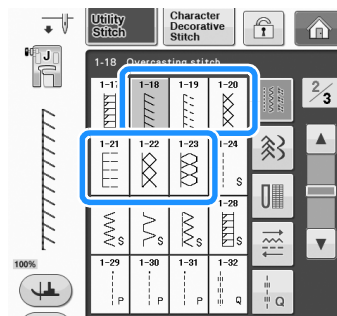 Utility
Stitch
Character
Decorative
Stitch
J
1-18 Overcasting stitch
1-17 1-18 1-19 1-20
2/3
1-21 1-22 1-23 1-24
S
1-28
S S S S
1-29 1-30 1-31 1-32
P P P Q
Q
100%